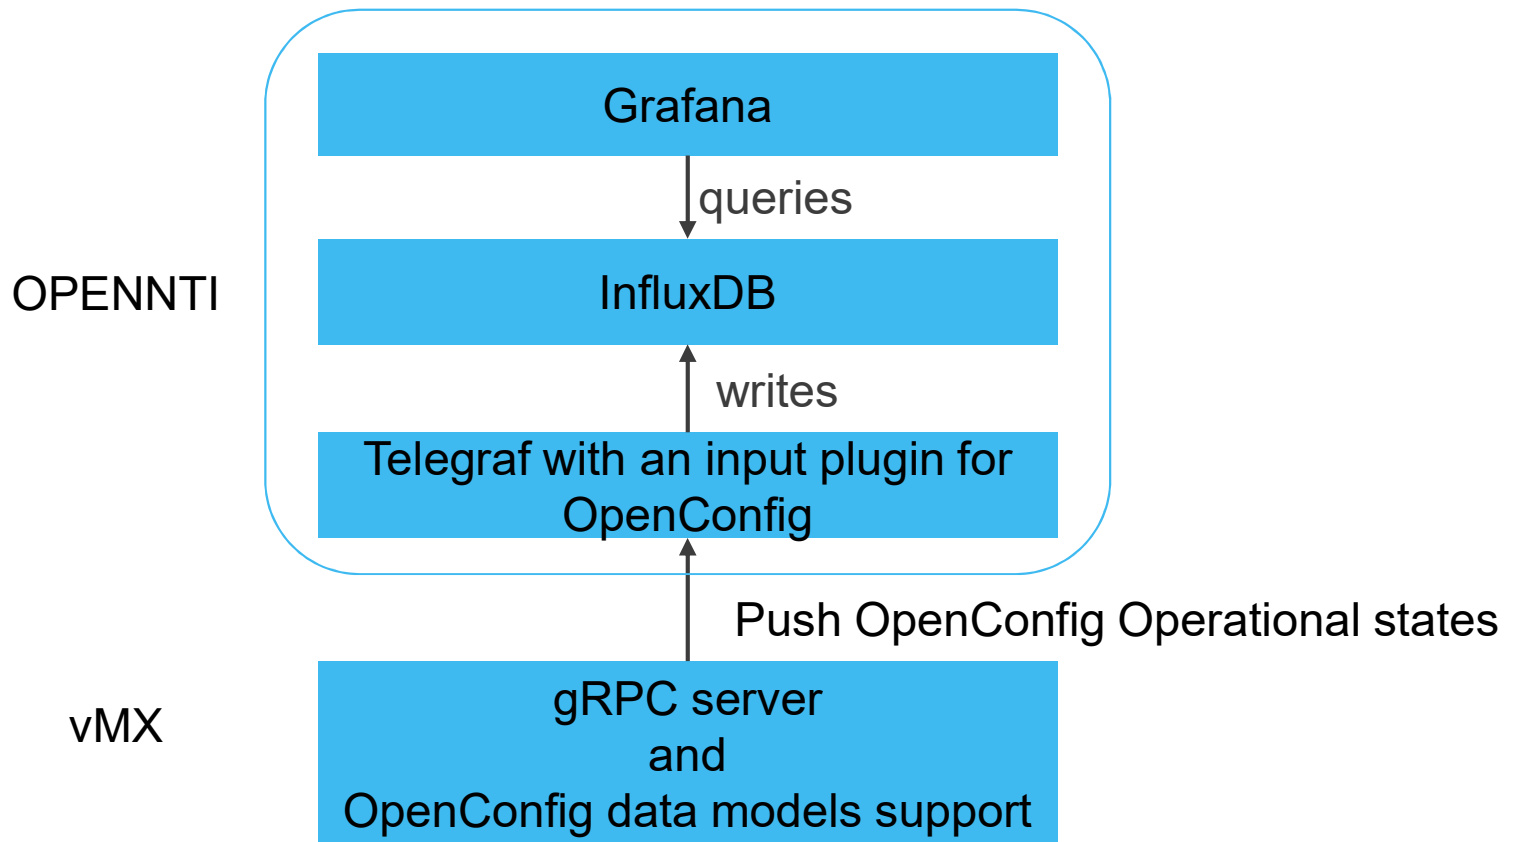 Grafana
queries
OPENNTI
InfluxDB
writes
Telegraf with an input plugin for
OpenConfig
Push OpenConfig Operational states
vMX
gRPC server
and
OpenConfig data models support